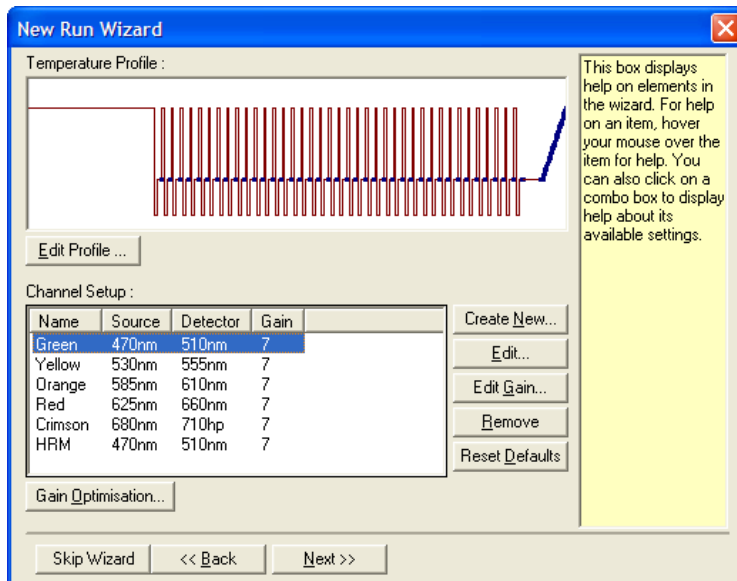 New Run Wizard
Temperature Profile :
Edit Profile ...
Channel Setup :
Name Source Detector Gain
Green 470nm 510nm 7
Yellow 530nm 555nm 7
Orange 585nm 610nm 7
Red 625nm 660nm 7
Crimson 680nm 710hp 7
HRM 470nm 510nm 7
Create New...
Edit...
Edit Gain...
Remove
Reset Defaults
Gain Optimisation...
Skip Wizard << Back Next >>
This box displays
help on elements in
the wizard. For help
on an item, hover
your mouse over the
item for help. You
can also click on a
combo box to display
help about its
available settings.